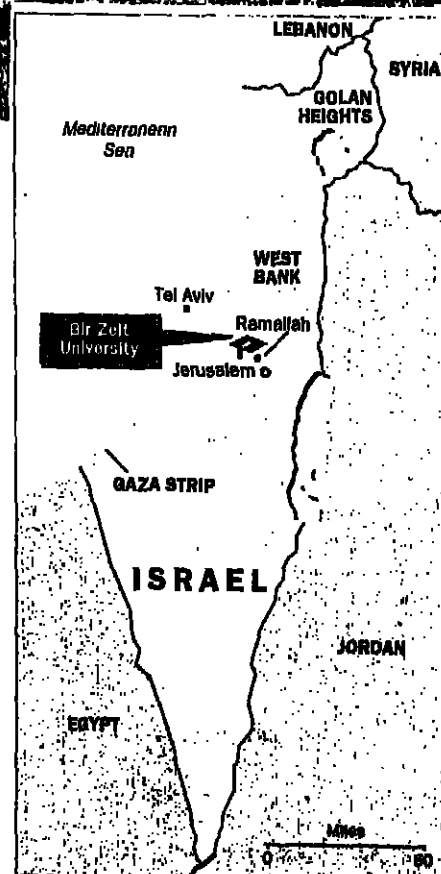 LEBANON
SYRIA
GOLAN
HEIGHTS
Mediterranean
Sea
WEST
BANK
Tel Aviv
Ramallah
Bir Zeit
University
Jerusalem
GAZA STRIP
ISRAEL
JORDAN
EGYPT
Miles
0 60